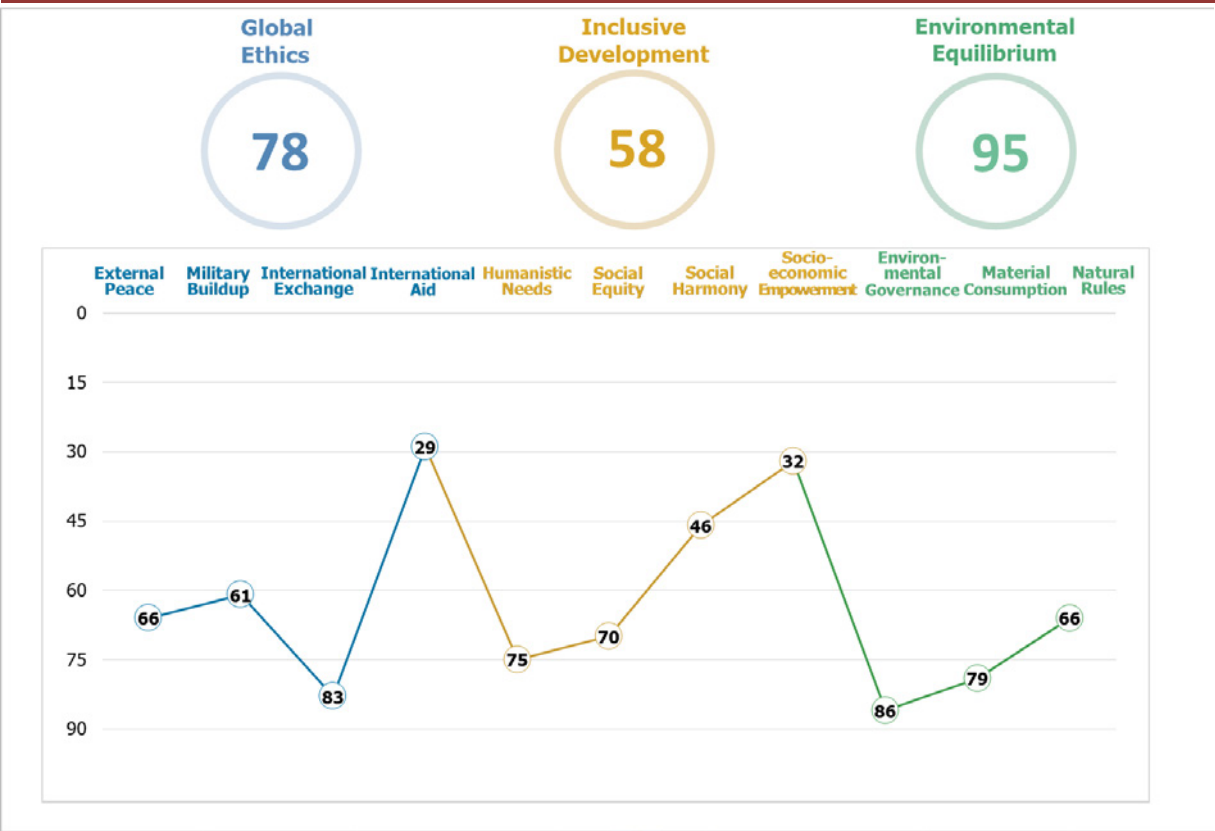 Global
Ethics
Inclusive
Development
Environmental
Equilibrium
78
58
95
External
Peace
Military
Buildup
International
Exchange
International
Aid
Humanistic
Needs
Social
Equity
Social
Harmony
Socio-
economic
Empowerment
Environ-
mental
Governance
Material
Consumption
Natural
Rules
0
15
30
45
60
75
90
66
61
83
29
75
70
46
32
86
79
66